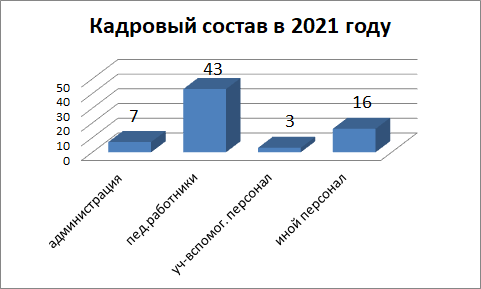 Кадровый состав в 2021 году
43
7
3
16
50
40
30
20
10
0
администрация
пед.работники
уч-вспомог. персонал
иной персонал